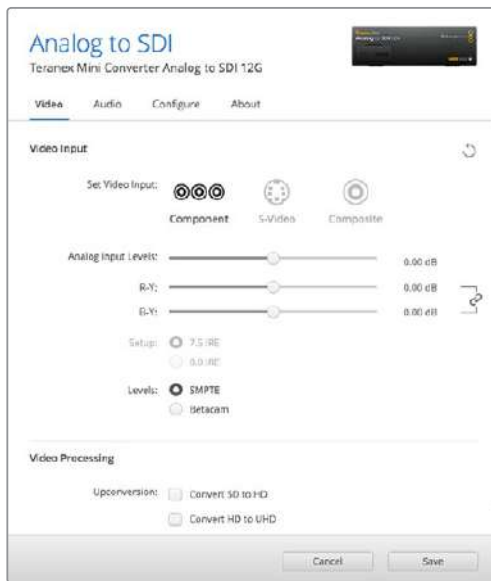 Analog to SDI
Teranex Mini Converter Analog to SDI 12G
Video Audio Configure About
Video Input
Set Video Input:
Component S-Video Composite
Analog Input Levels: 0.00 dB
R-Y: 0.00 dB
B-Y: 0.00 dB
Setup: 7.5 IRE
0.0 IRE
Levels: SMPTE
Betacam
Video Processing
Upconversion: Convert SD to HD
Convert HD to UHD
Cancel Save